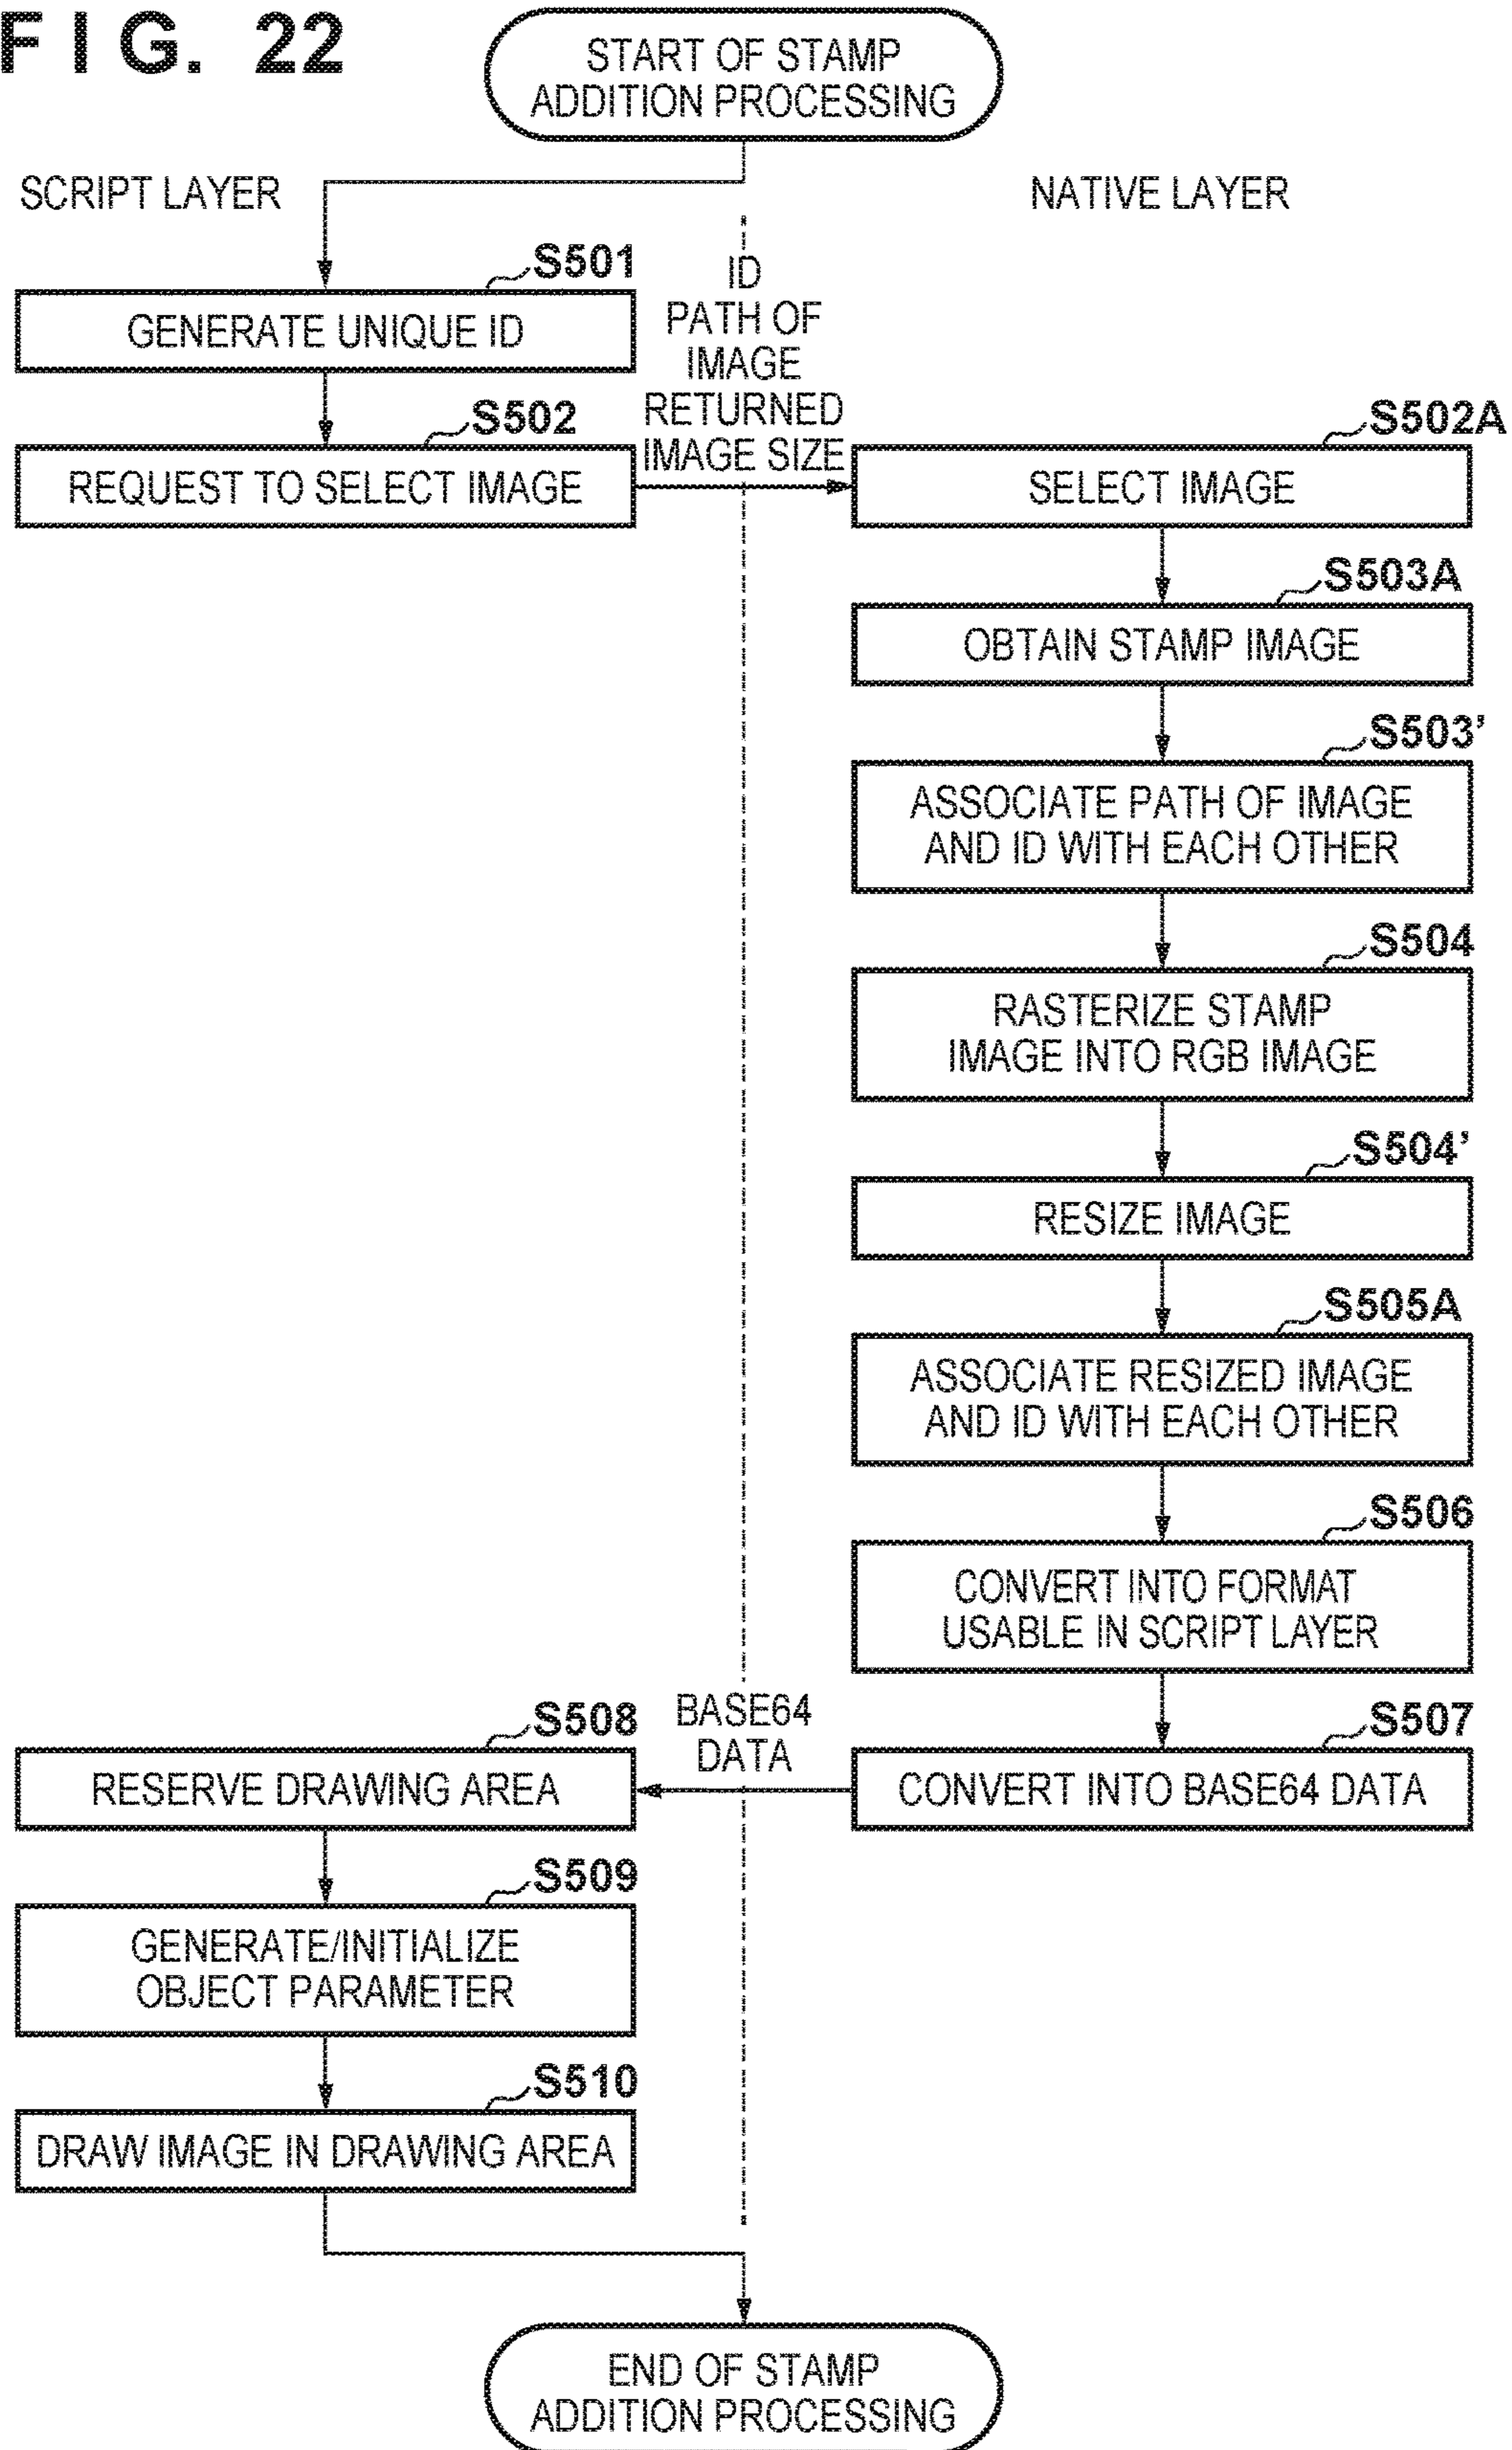 FIG. 22
START OF STAMP
ADDITION PROCESSING
SCRIPT LAYER
NATIVE LAYER
S501
GENERATE UNIQUE ID
S502
REQUEST TO SELECT IMAGE
ID
PATH OF
IMAGE
RETURNED
IMAGE SIZE
S502A
SELECT IMAGE
S503A
OBTAIN STAMP IMAGE
S503'
ASSOCIATE PATH OF IMAGE
AND ID WITH EACH OTHER
S504
RASTERIZE STAMP
IMAGE INTO RGB IMAGE
S504'
RESIZE IMAGE
S505A
ASSOCIATE RESIZED IMAGE
AND ID WITH EACH OTHER
S506
CONVERT INTO FORMAT
USABLE IN SCRIPT LAYER
S507
CONVERT INTO BASE64 DATA
BASE64
DATA
S508
RESERVE DRAWING AREA
S509
GENERATE/INITIALIZE
OBJECT PARAMETER
S510
DRAW IMAGE IN DRAWING AREA
END OF STAMP
ADDITION PROCESSING